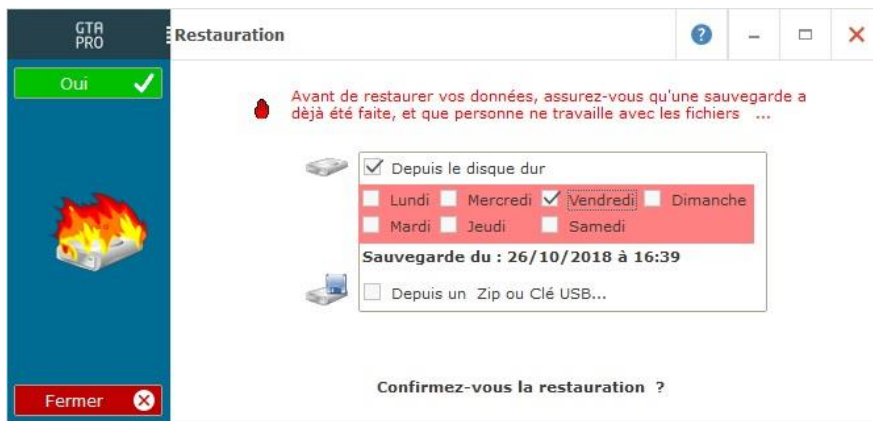 GTA
PRO
Restauration
?
Oui
Avant de restaurer vos données, assurez-vous qu'une sauvegarde a
dèjà été faite, et que personne ne travaille avec les fichiers ...
Depuis le disque dur
Lundi Mercredi Vendredi Dimanche
Mardi Jeudi Samedi
Sauvegarde du : 26/10/2018 à 16:39
Depuis un Zip ou Clé USB...
Confirmez-vous la restauration ?
Fermer